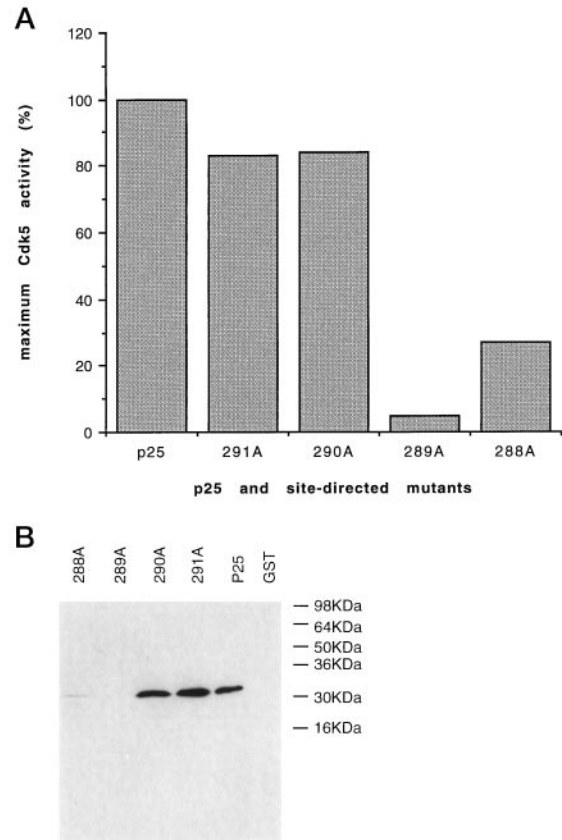 A
maximum Cdk5 activity (%)
120
100
80
60
40
20
0
p25 291A 290A 289A 288A
p25 and site-directed mutants
B
288A 289A 290A 291A P25 GST
98KDa
64KDa
50KDa
36KDa
30KDa
16KDa